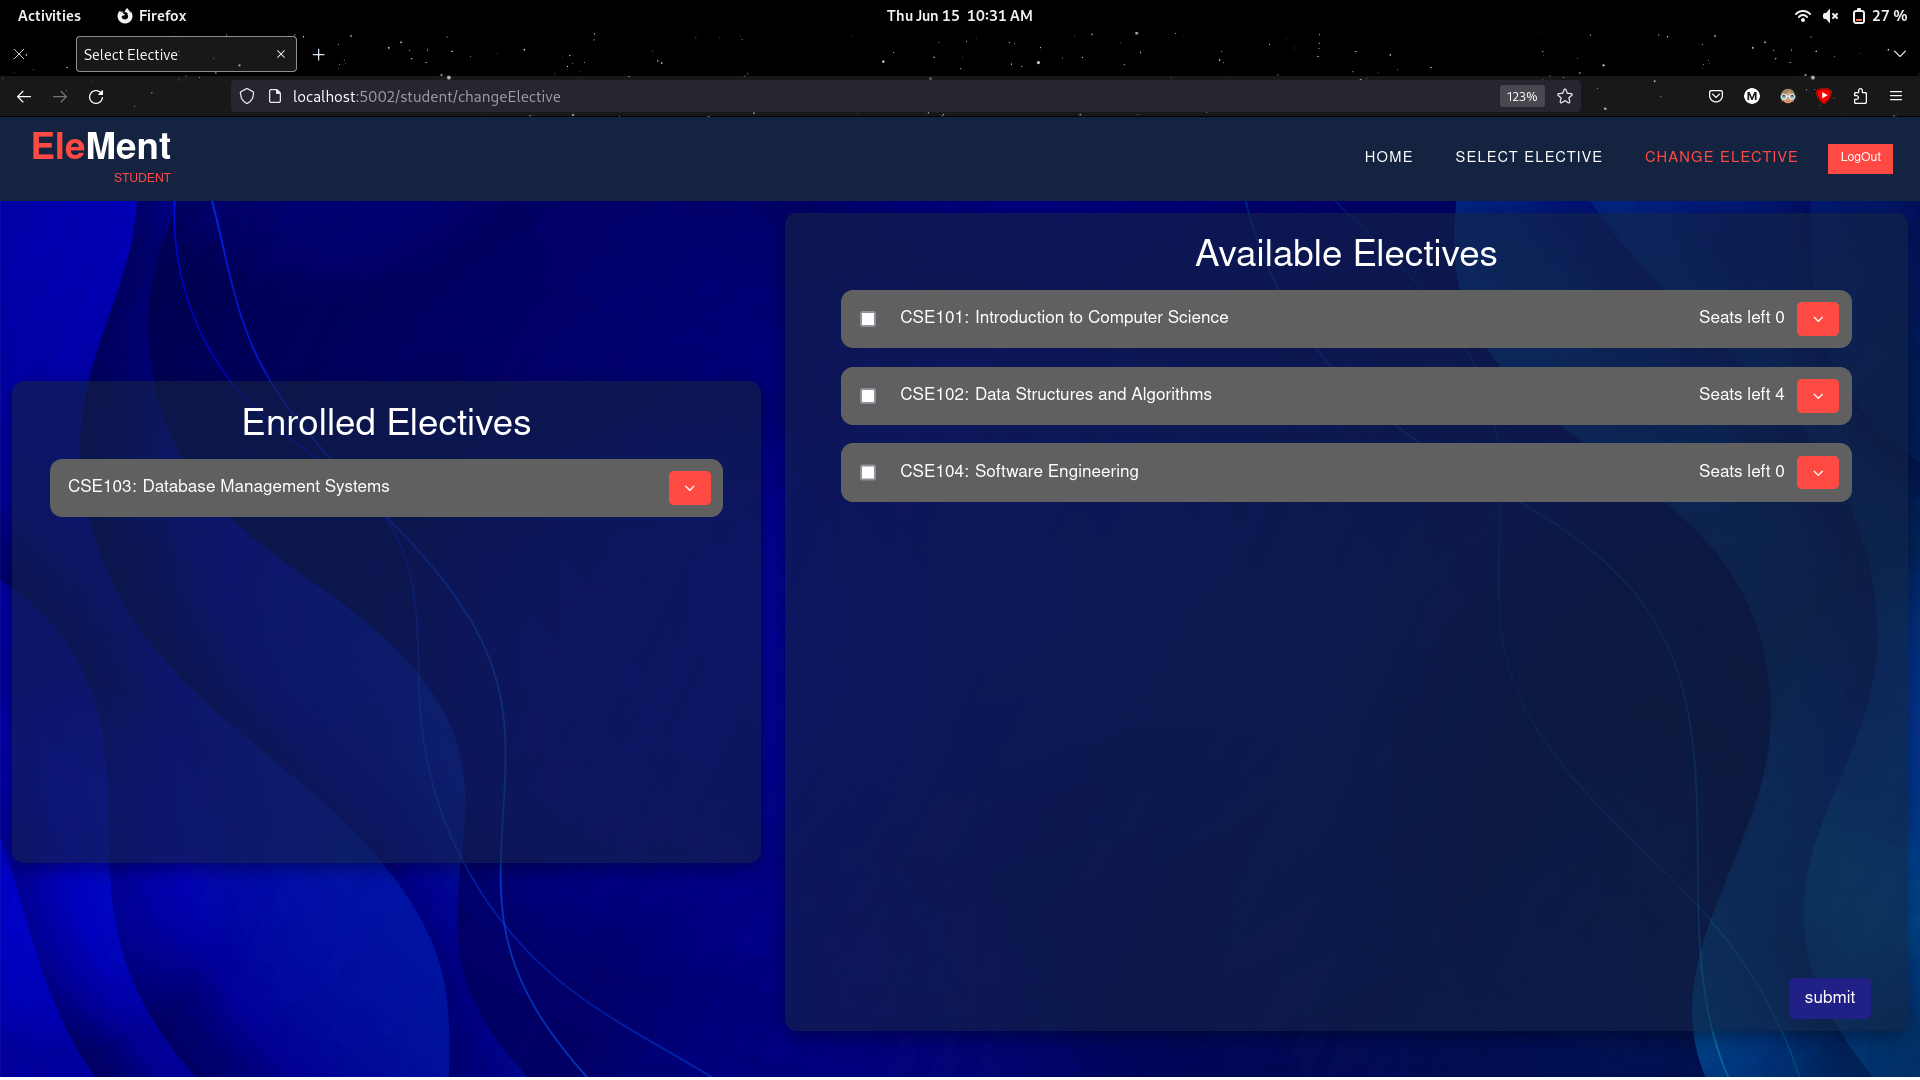 Activities Firefox Thu Jun 15 10:31 AM 27 %
Select Elective
localhost:5002/student/changeElective 123% M
EleMent
STUDENT
HOME SELECT ELECTIVE CHANGE ELECTIVE LogOut
Enrolled Electives
CSE103: Database Management Systems
Available Electives
CSE101: Introduction to Computer Science Seats left 0
CSE102: Data Structures and Algorithms Seats left 4
CSE104: Software Engineering Seats left 0
submit